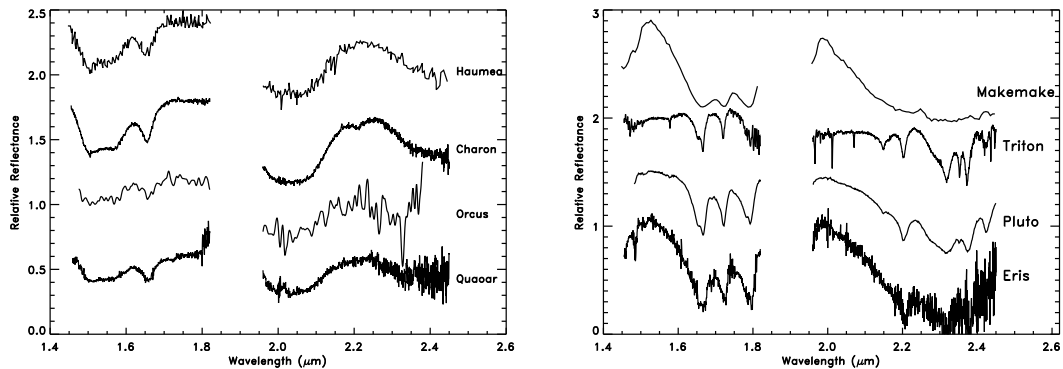 2.5
2.0
1.5
1.0
0.5
0.0
Relative Reflectance
Haumea
Charon
Orcus
Quaoar
1.4 1.6 1.8 2.0 2.2 2.4 2.6
Wavelength (μm)
3
2
1
0
Relative Reflectance
Makemake
Triton
Pluto
Eris
1.4 1.6 1.8 2.0 2.2 2.4 2.6
Wavelength (μm)